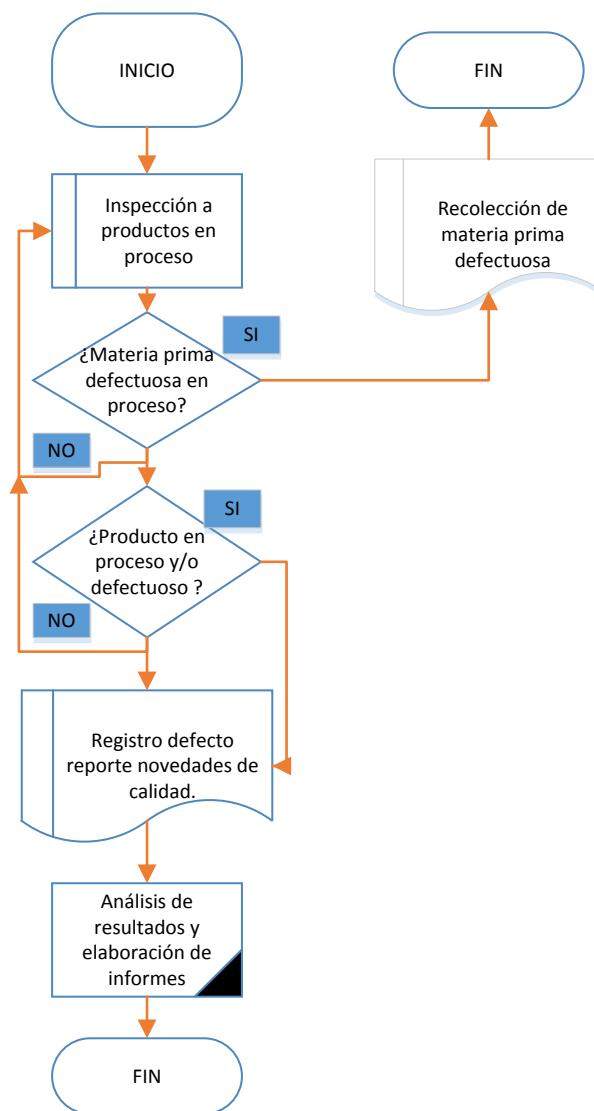 INICIO
FIN
Inspección a
productos en
proceso
Recolección de
materia prima
defectuosa
SI
¿Materia prima
defectuosa en
proceso?
NO
SI
¿Producto en
proceso y/o
defectuoso ?
NO
Registro defecto
reporte novedades de
calidad.
Análisis de
resultados y
elaboración de
informes
FIN